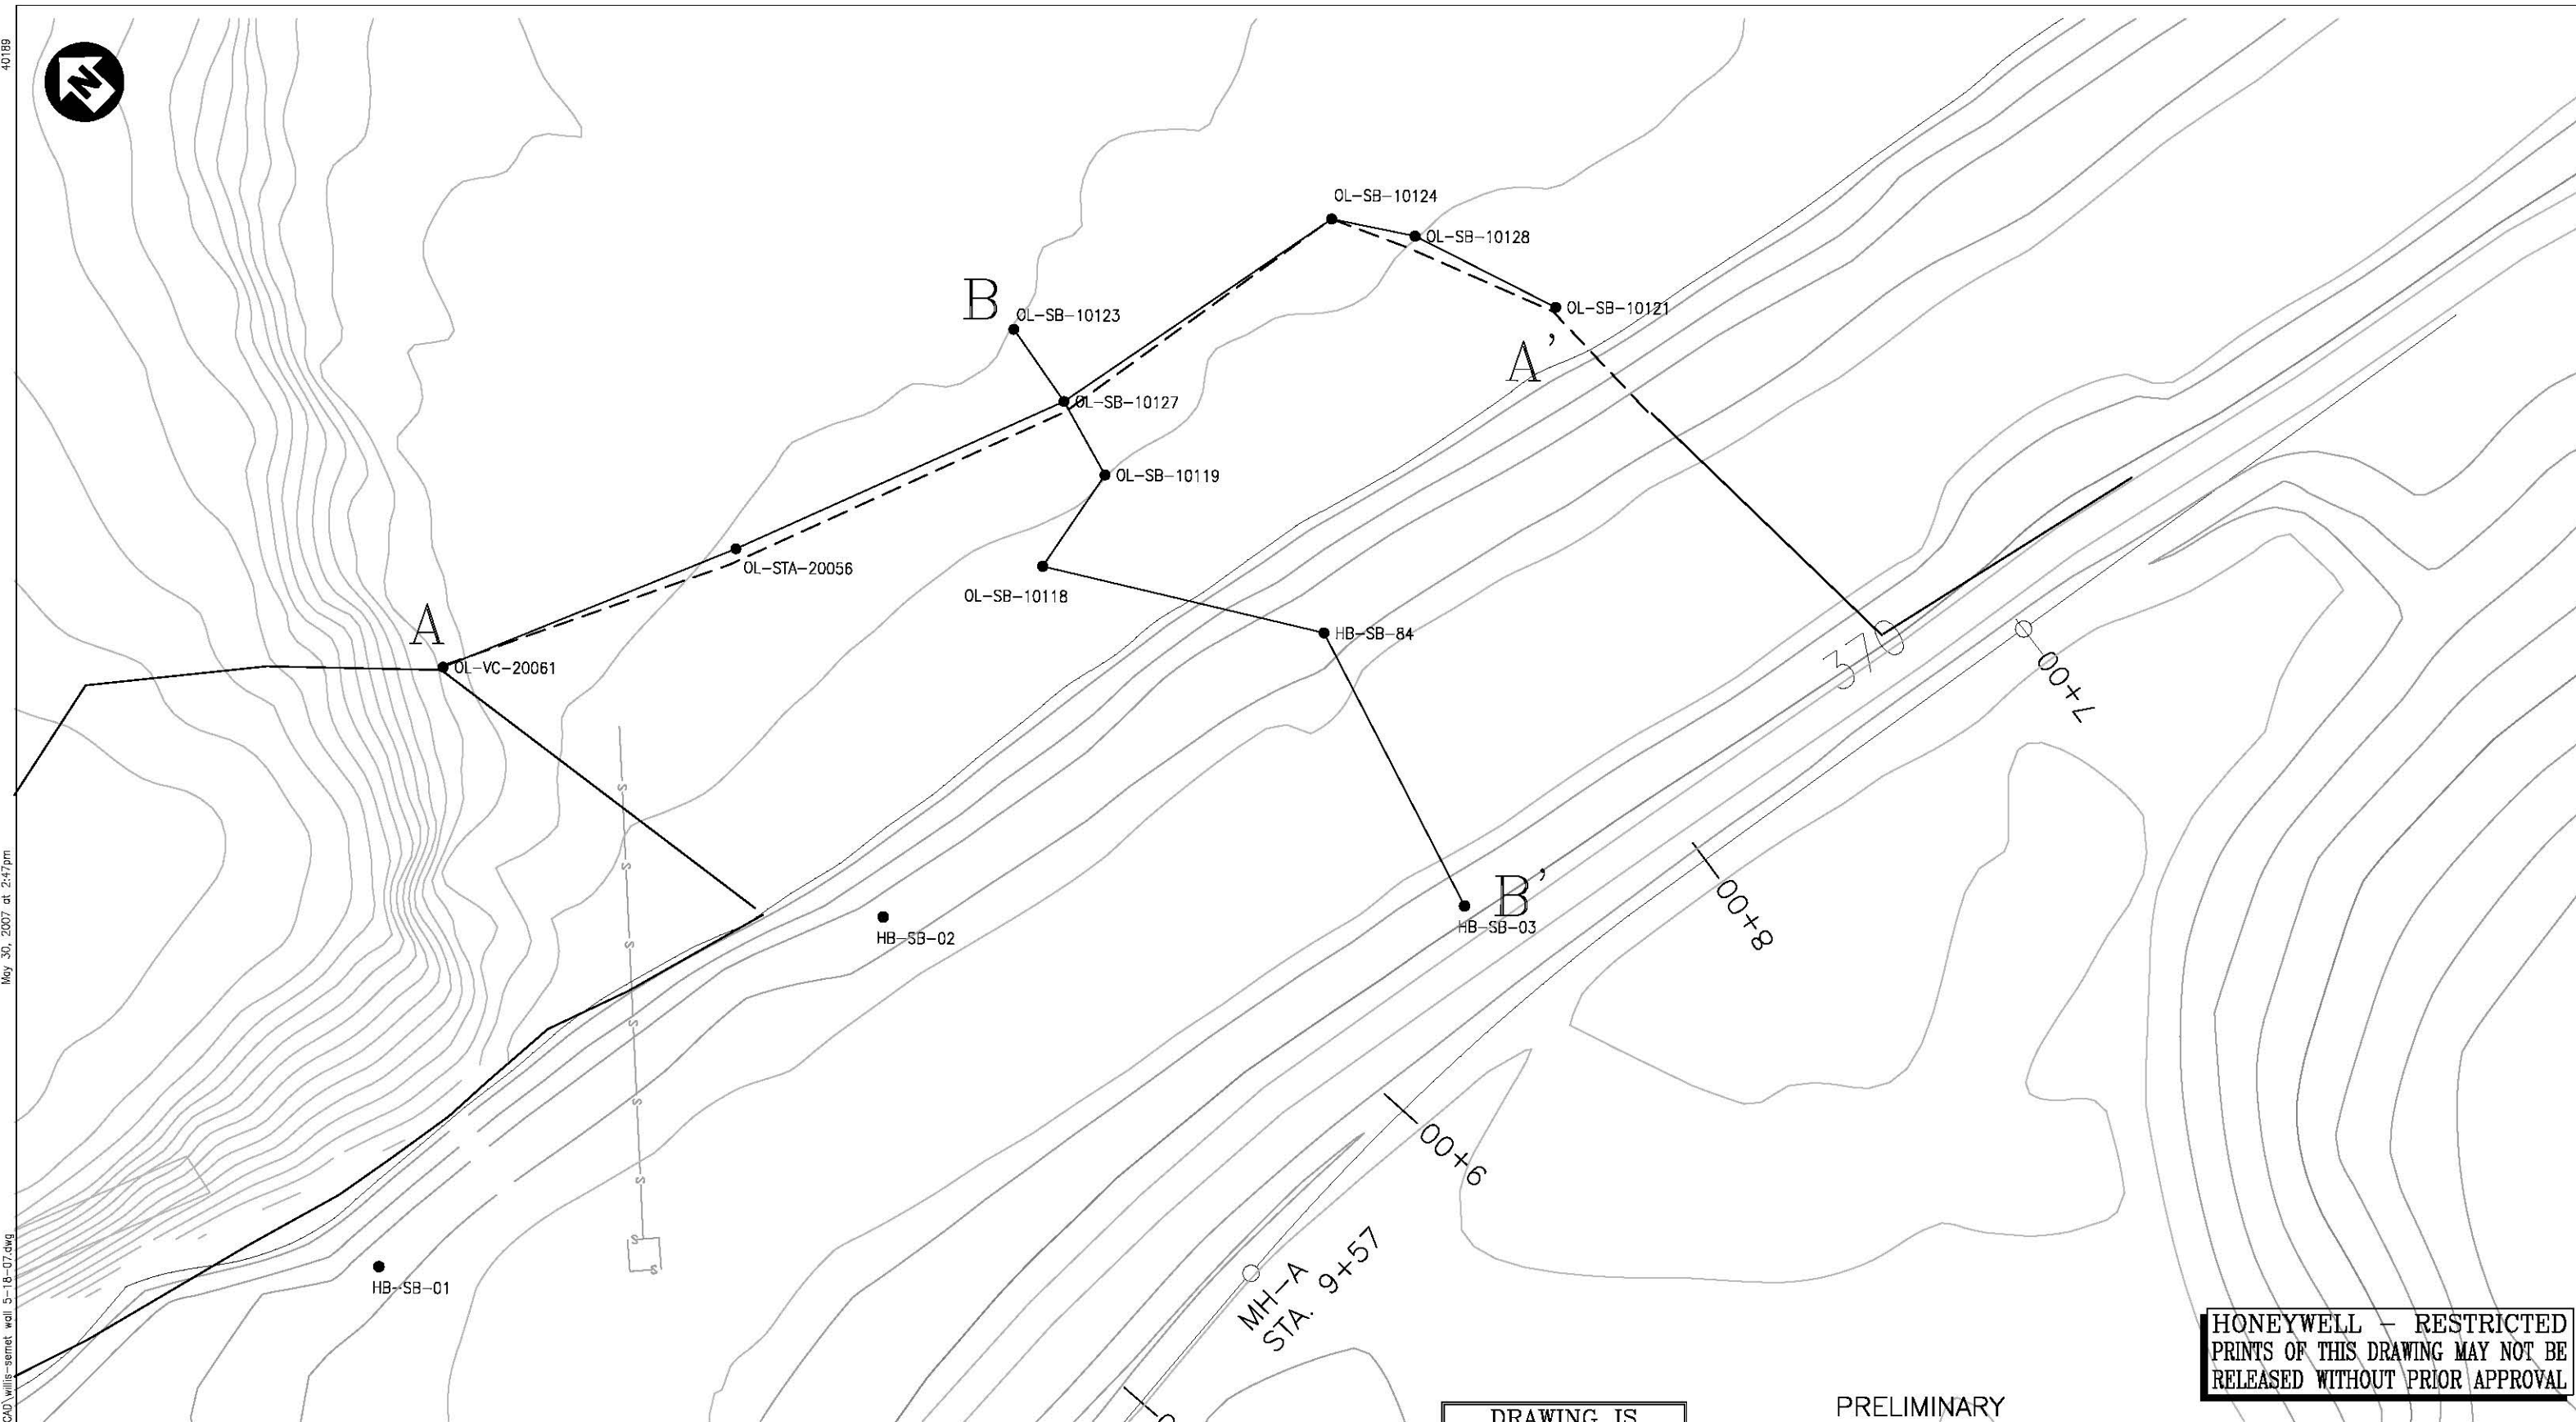 40189
N
OL-SB-10124
OL-SB-10128
B
OL-SB-10123
OL-SB-10121
A'
OL-SB-10127
OL-SB-10119
OL-STA-20056
OL-SB-10118
A
HB-SB-84
370
OL-VC-20061
7+00
S
S
May 30, 2007 at 2:47pm
B'
8+00
HB-SB-02
HB-SB-03
S
S
S
9+00
S
S
S
MH-A
STA. 9+57
HB-SB-01
CAD\willis-semet wall 5-18-07.dwg
HONEYWELL - RESTRICTED
PRINTS OF THIS DRAWING MAY NOT BE
RELEASED WITHOUT PRIOR APPROVAL
PRELIMINARY
DRAWING IS